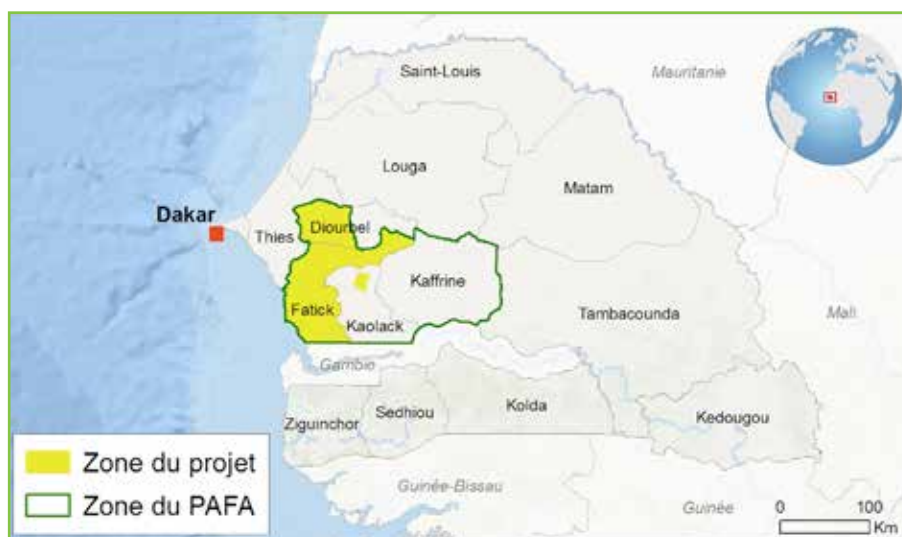 Saint-Louis
Mauritanie
Louga
Matam
Dakar
Thies
Diourbel
Kaffrine
Fatick
Kaolack
Tambacounda
Mali
Gambie
Ziguinchor
Sedhiou
Kolda
Kedougou
Guinée-Bissau
Guinée
Zone du projet
Zone du PAFA
0 100
Km